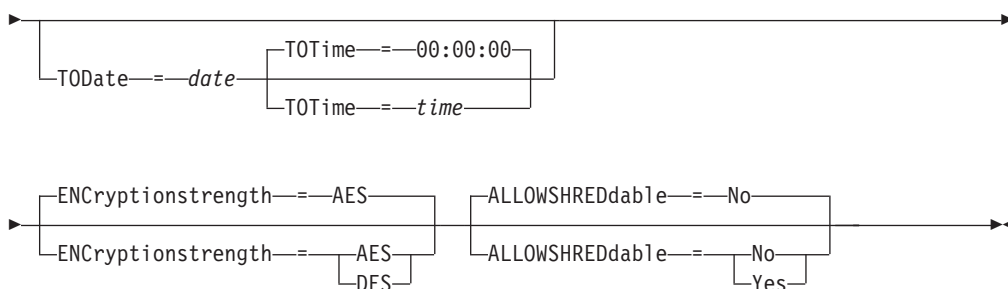 TOTime = 00:00:00
TODate = date
TOTime = time
ENCryptionstrength = AES ALLOWSHREDdable = No
ENCryptionstrength = AES ALLOWSHREDdable = No
DES Yes